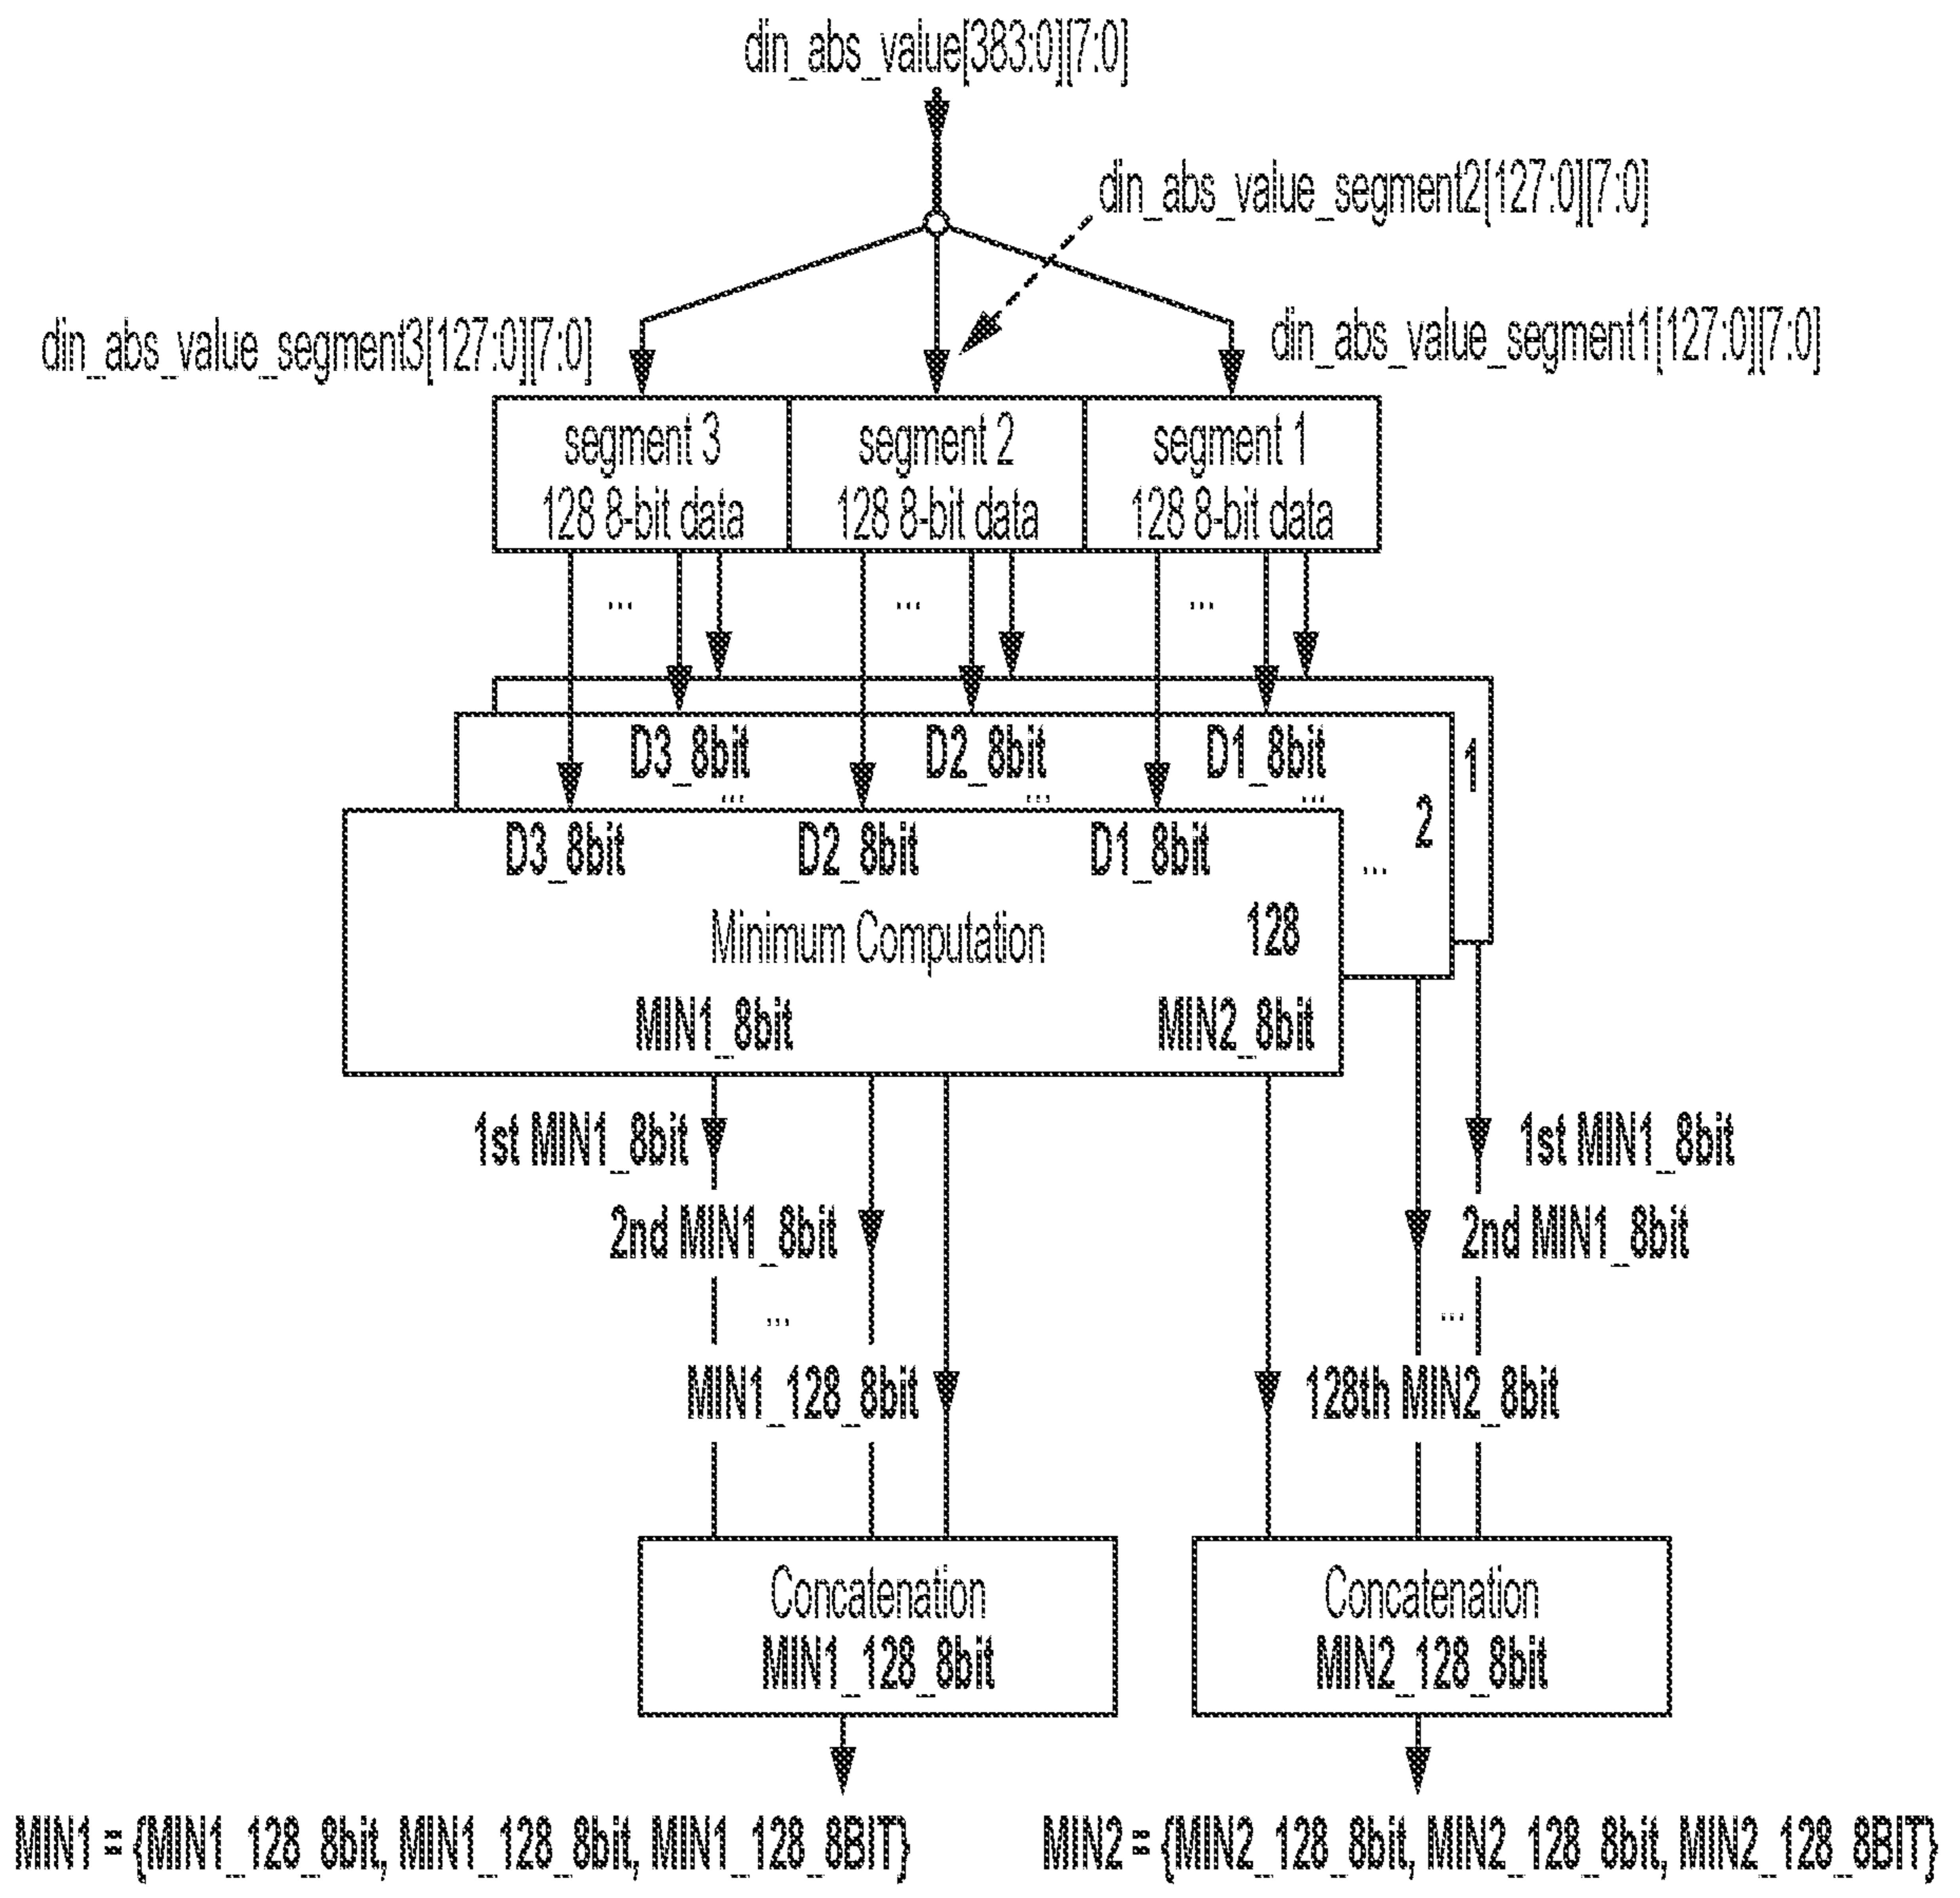 din_abs_value[383:0][7:0]
din_abs_value_segment2[127:0][7:0]
din_abs_value_segment3[127:0][7:0]
din_abs_value_segment1[127:0][7:0]
segment 3
128 8-bit data
segment 2
128 8-bit data
segment 1
128 8-bit data
... ... ...
D3_8bit D2_8bit D1_8bit 1
... ... ...
2
D3_8bit D2_8bit D1_8bit
...
Minimum Computation 128
MIN1_8bit MIN2_8bit
1st MIN1_8bit 1st MIN1_8bit
2nd MIN1_8bit 2nd MIN1_8bit
... ...
MIN1_128_8bit 128th MIN2_8bit
Concatenation
MIN1_128_8bit
Concatenation
MIN2_128_8bit
MIN1 = {MIN1_128_8bit, MIN1_128_8bit, MIN1_128_8BIT}
MIN2 = {MIN2_128_8bit, MIN2_128_8bit, MIN2_128_8BIT}